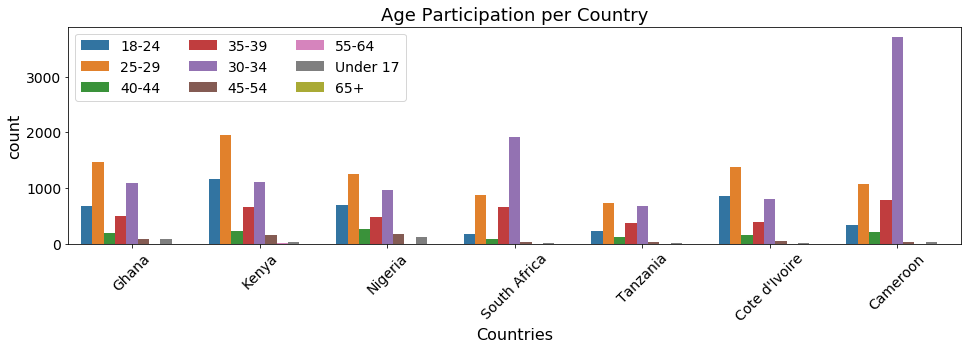 Age Participation per Country
18-24 35-39 55-64
25-29 30-34 Under 17
40-44 45-54 65+
count
3000
2000
1000
0
Ghana Kenya Nigeria South Africa Tanzania Cote d'Ivoire Cameroon
Countries